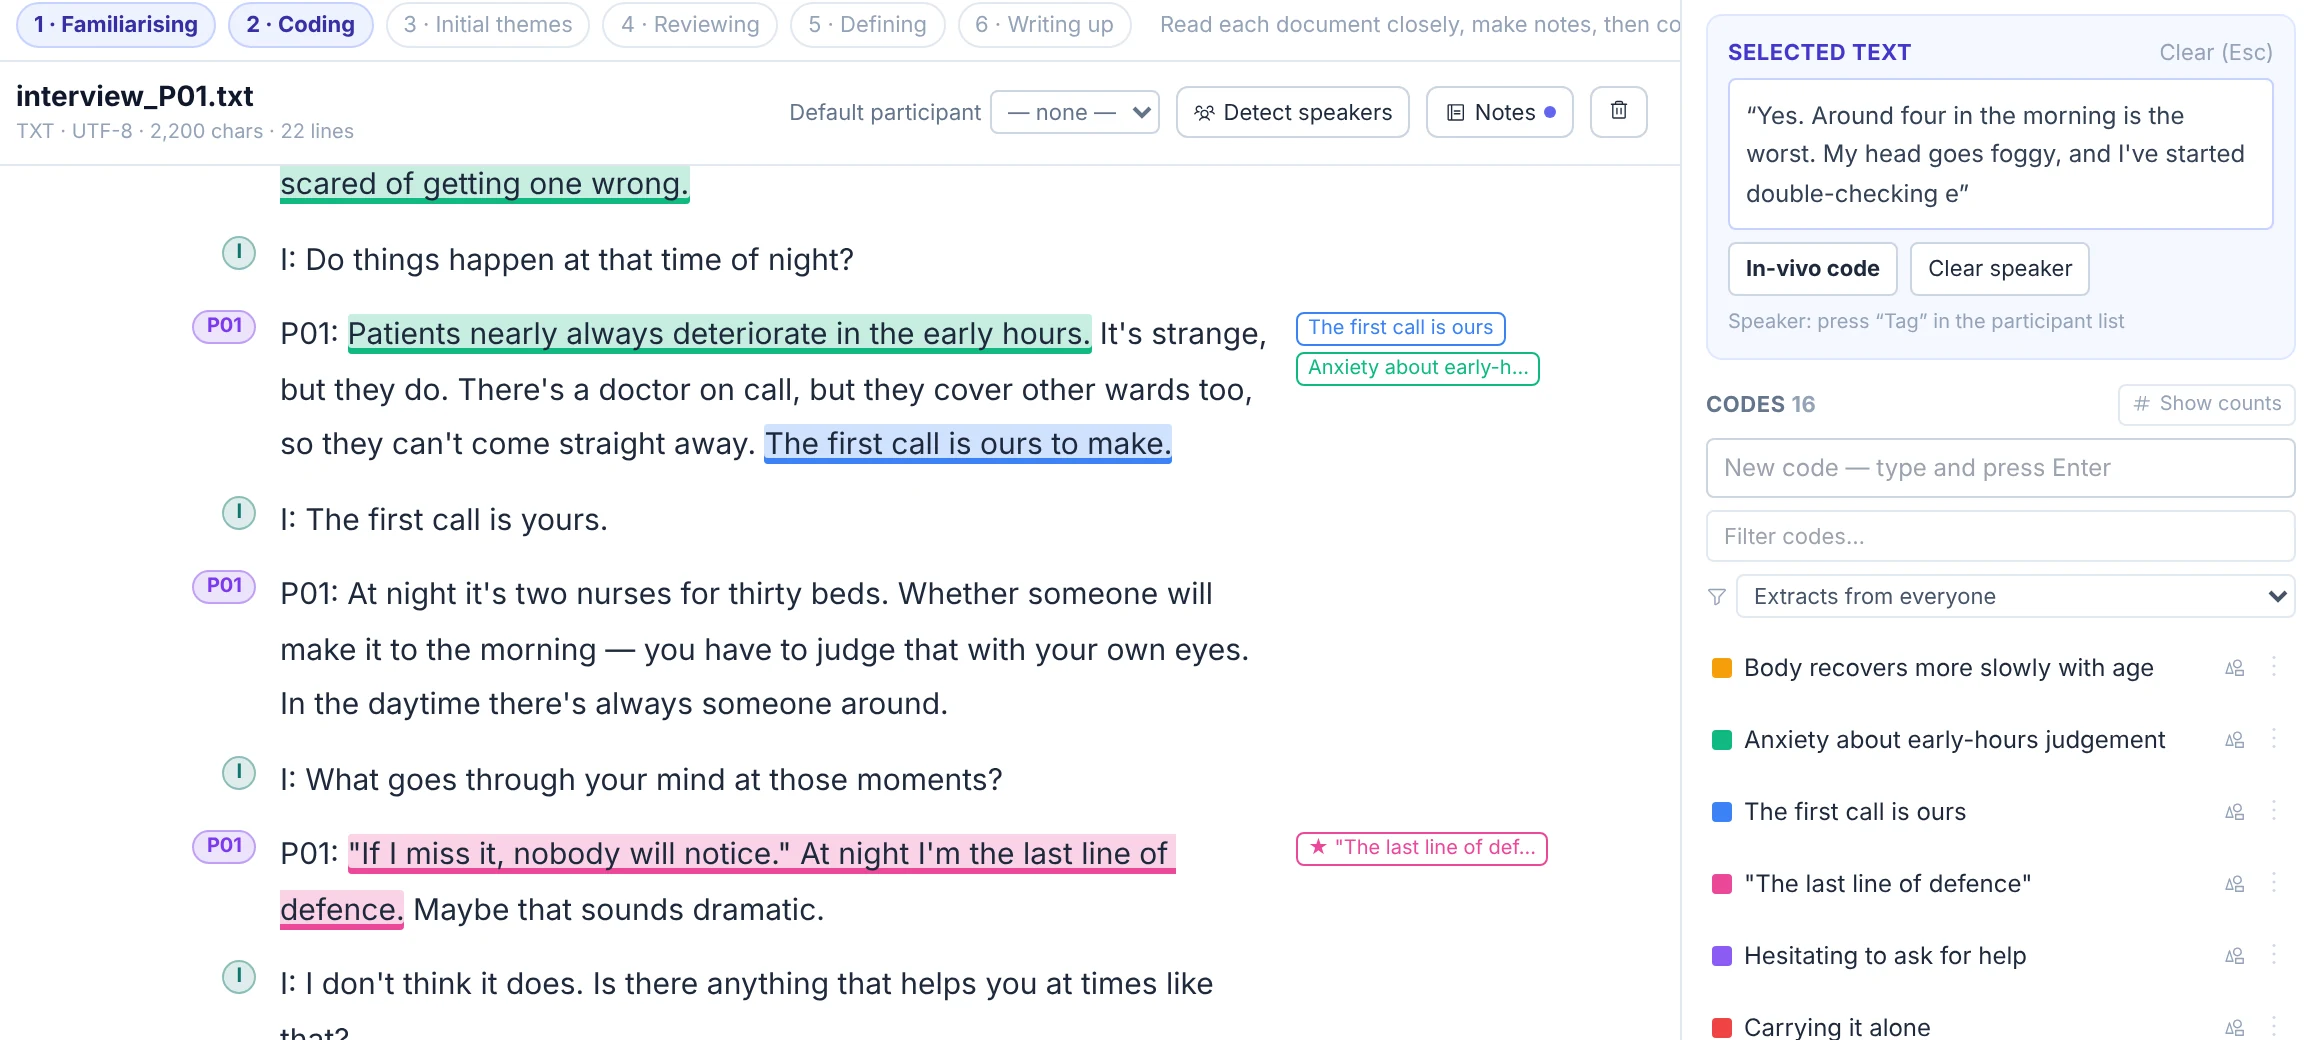 1 · Familiarising 2 · Coding 3 · Initial themes 4 · Reviewing 5 · Defining 6 · Writing up Read each document closely, make notes, then co
interview_P01.txt
TXT · UTF-8 · 2,200 chars · 22 lines
Default participant — none — Detect speakers Notes
scared of getting one wrong.
I I: Do things happen at that time of night?
P01 P01: Patients nearly always deteriorate in the early hours. It's strange,
but they do. There's a doctor on call, but they cover other wards too,
so they can't come straight away. The first call is ours to make.
The first call is ours
Anxiety about early-h...
I I: The first call is yours.
P01 P01: At night it's two nurses for thirty beds. Whether someone will
make it to the morning — you have to judge that with your own eyes.
In the daytime there's always someone around.
I I: What goes through your mind at those moments?
P01 P01: "If I miss it, nobody will notice." At night I'm the last line of
defence. Maybe that sounds dramatic.
★ "The last line of def...
I I: I don't think it does. Is there anything that helps you at times like
that?
SELECTED TEXT Clear (Esc)
“Yes. Around four in the morning is the
worst. My head goes foggy, and I've started
double-checking e”
In-vivo code Clear speaker
Speaker: press “Tag” in the participant list
CODES 16 # Show counts
New code — type and press Enter
Filter codes...
Extracts from everyone
Body recovers more slowly with age
Anxiety about early-hours judgement
The first call is ours
"The last line of defence"
Hesitating to ask for help
Carrying it alone